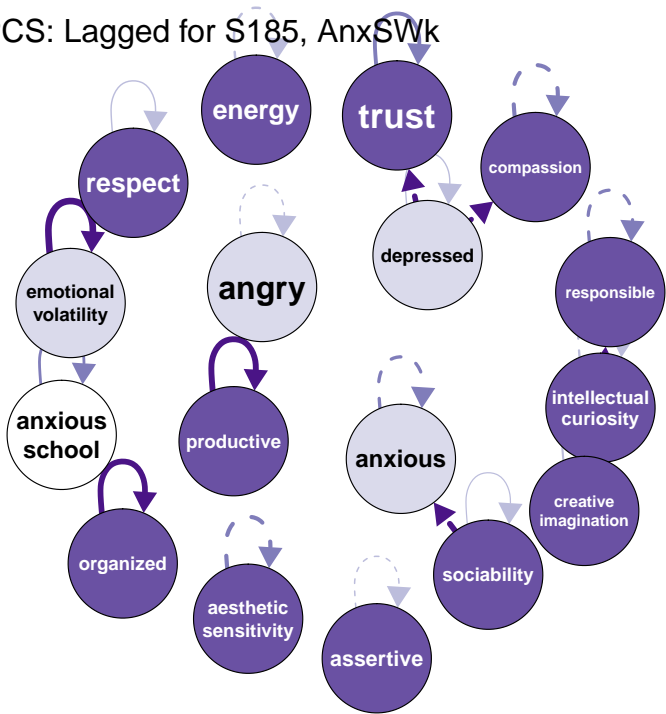 CS: Lagged for S185, AnxSWk
energy
trust
compassion
respect
depressed
emotional
volatility
angry
responsible
anxious
school
productive
anxious
intellectual
curiosity
creative
imagination
organized
aesthetic
sensitivity
sociability
assertive